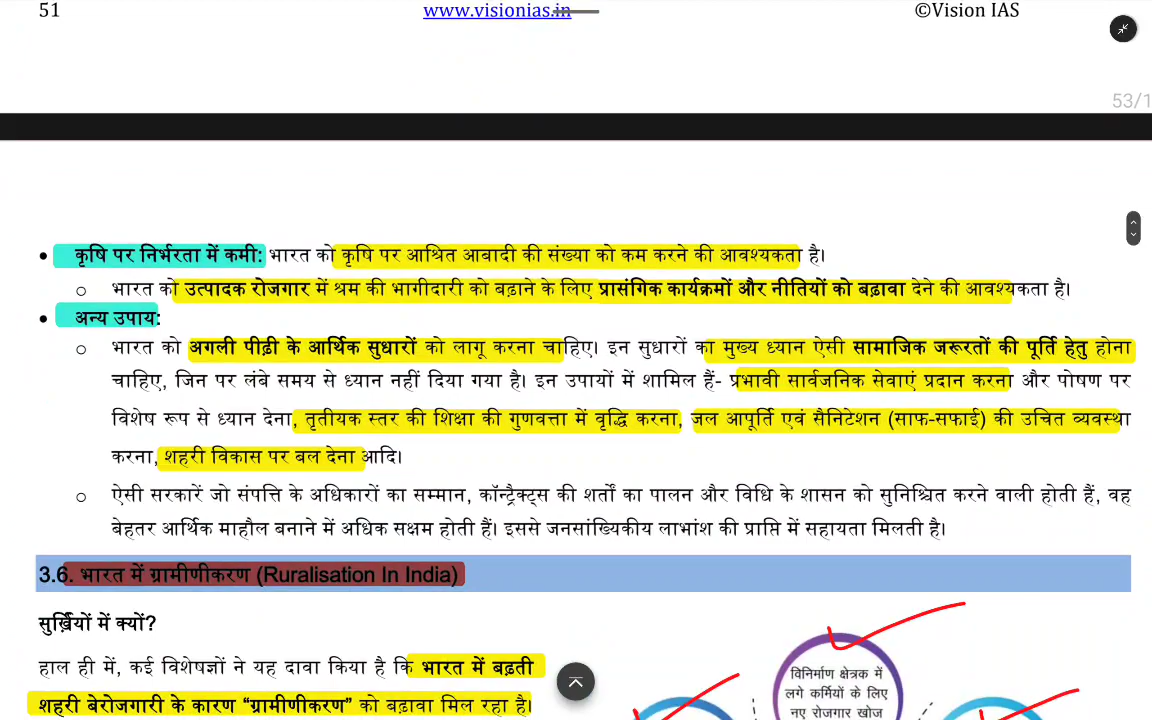 51
www.visionias.in
©Vision IAS
53/1
• कृषि पर निर्भरता में कमी: भारत को कृषि पर आश्रित आबादी की संख्या को कम करने की आवश्यकता है।
○ भारत को उत्पादक रोजगार में श्रम की भागीदारी को बढ़ाने के लिए प्रासंगिक कार्यक्रमों और नीतियों को बढ़ावा देने की आवश्यकता है।
• अन्य उपाय:
○ भारत को अगली पीढ़ी के आर्थिक सुधारों को लागू करना चाहिए। इन सुधारों का मुख्य ध्यान ऐसी सामाजिक जरूरतों की पूर्ति हेतु होना
चाहिए, जिन पर लंबे समय से ध्यान नहीं दिया गया है। इन उपायों में शामिल हैं- प्रभावी सार्वजनिक सेवाएं प्रदान करना और पोषण पर
विशेष रूप से ध्यान देना, तृतीयक स्तर की शिक्षा की गुणवत्ता में वृद्धि करना, जल आपूर्ति एवं सैनिटेशन (साफ-सफाई) की उचित व्यवस्था
करना, शहरी विकास पर बल देना आदि।
○ ऐसी सरकारें जो संपत्ति के अधिकारों का सम्मान, कॉन्ट्रैक्ट्स की शर्तों का पालन और विधि के शासन को सुनिश्चित करने वाली होती हैं, वह
बेहतर आर्थिक माहौल बनाने में अधिक सक्षम होती हैं। इससे जनसांख्यिकीय लाभांश की प्राप्ति में सहायता मिलती है।
3.6. भारत में ग्रामीणीकरण (Ruralisation In India)
सुर्ख़ियों में क्यों?
हाल ही में, कई विशेषज्ञों ने यह दावा किया है कि भारत में बढ़ती
शहरी बेरोजगारी के कारण “ग्रामीणीकरण” को बढ़ावा मिल रहा है।
विनिर्माण क्षेत्रक में
लगे कर्मियों के लिए
नए रोजगार खोज